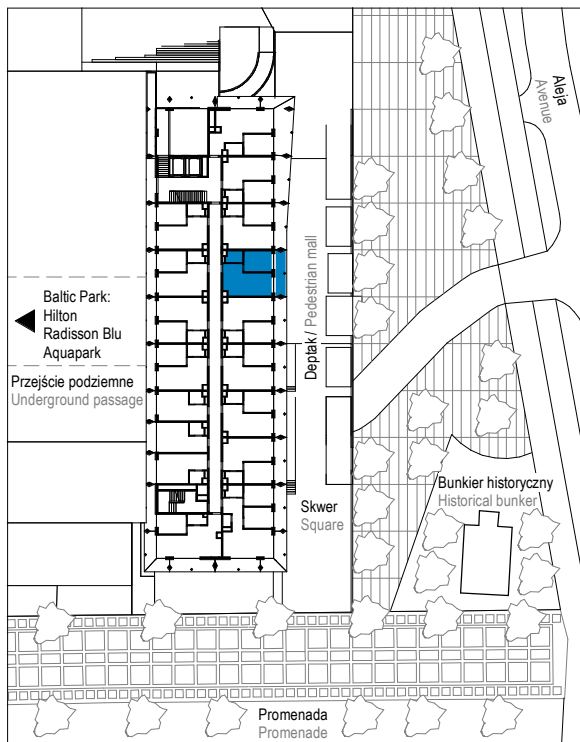 Aleja
Avenue
Deptak / Pedestrian mall
Baltic Park:
Hilton
Radisson Blu
Aquapark
Przejście podziemne
Underground passage
Bunkier historyczny
Historical bunker
Skwer
Square
Promenada
Promenade